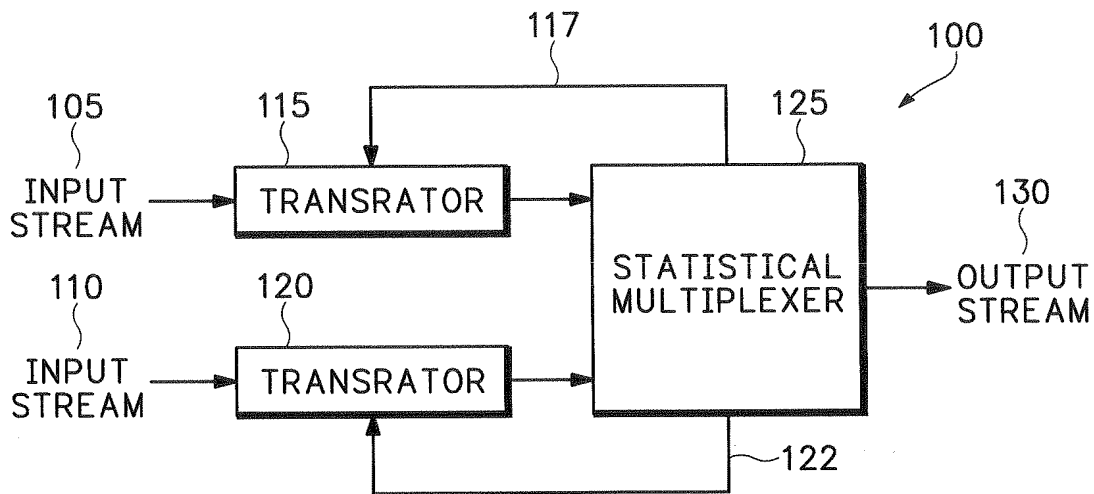 117
100
105
115
125
INPUT
STREAM
TRANSRATOR
130
STATISTICAL
MULTIPLEXER
OUTPUT
STREAM
110
120
INPUT
STREAM
TRANSRATOR
122